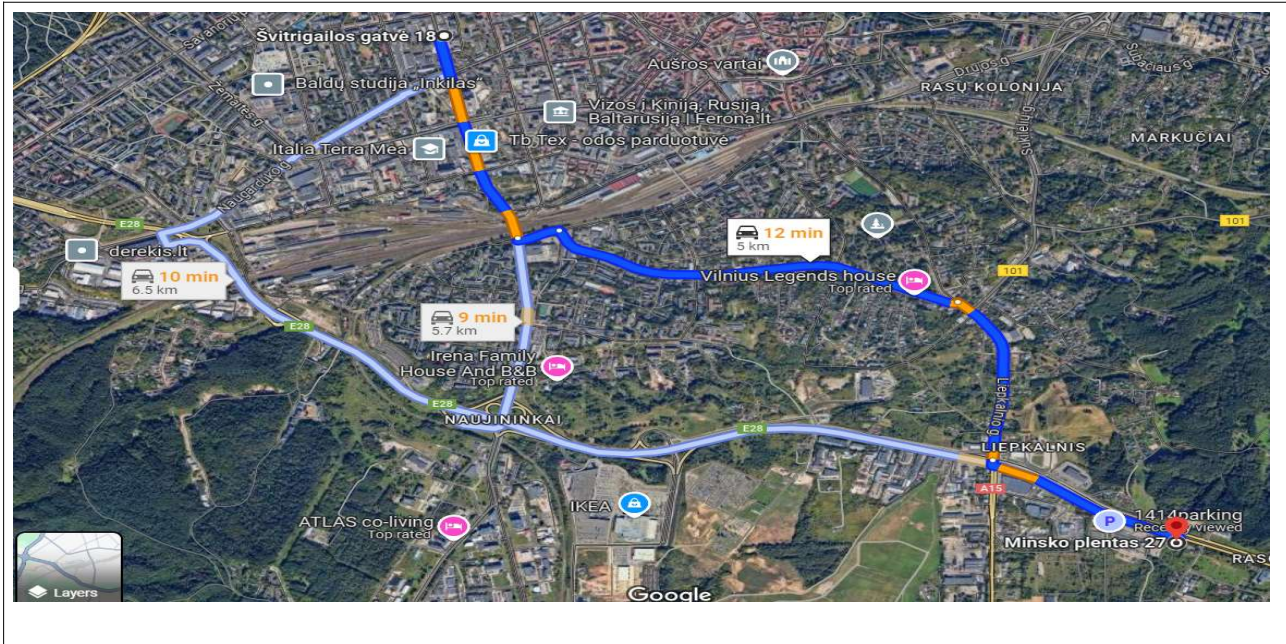 Švitrigailos gatvė 18
Aušros vartai
Drujos g.
RASŲ KOLONIJA
Baldų studija „Inkilas“
Vizos į Kiniją, Rusiją,
Baltarusiją | Ferona.lt
MARKUČIAI
Italia Terra Mea
Tb.Tex - odos parduotuvė
Naugarduko g.
E28
101
derekis.lt
12 min
5 km
10 min
6.5 km
Vilnius Legends house
Top rated
101
9 min
5.7 km
E28
Irena Family
House And B&B
Top rated
E28
NAUJININKAI
E28
Liepkalnio g.
LIEPKALNIS
A15
IKEA
ATLAS co-living
Top rated
P
1414parking
Recently viewed
Minsko plentas 27
Layers
Google